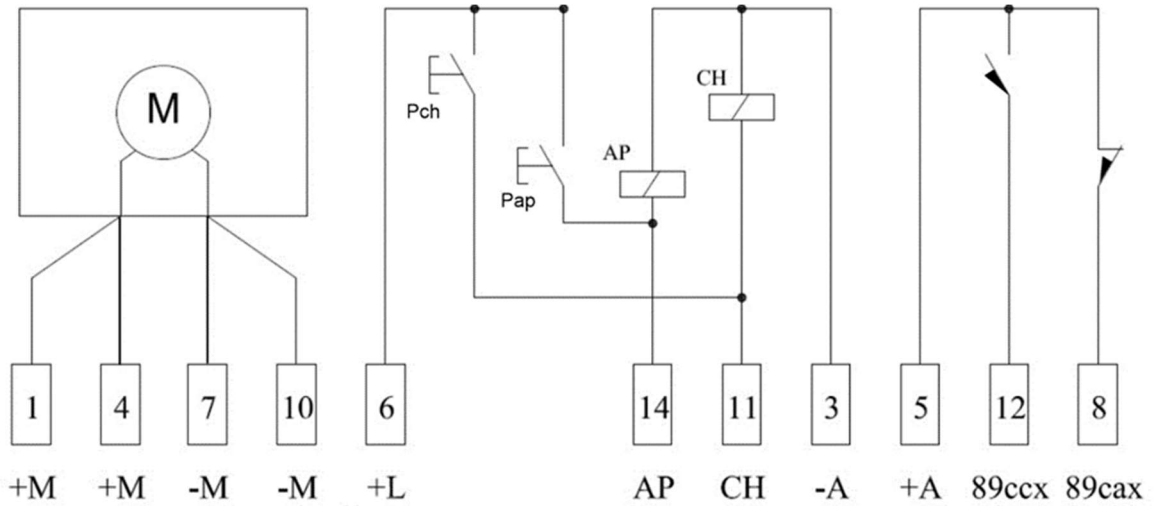 M
Pch
Pap
AP
CH
1 4 7 10 6 14 11 3 5 12 8
+M +M -M -M +L AP CH -A +A 89ccx 89cax